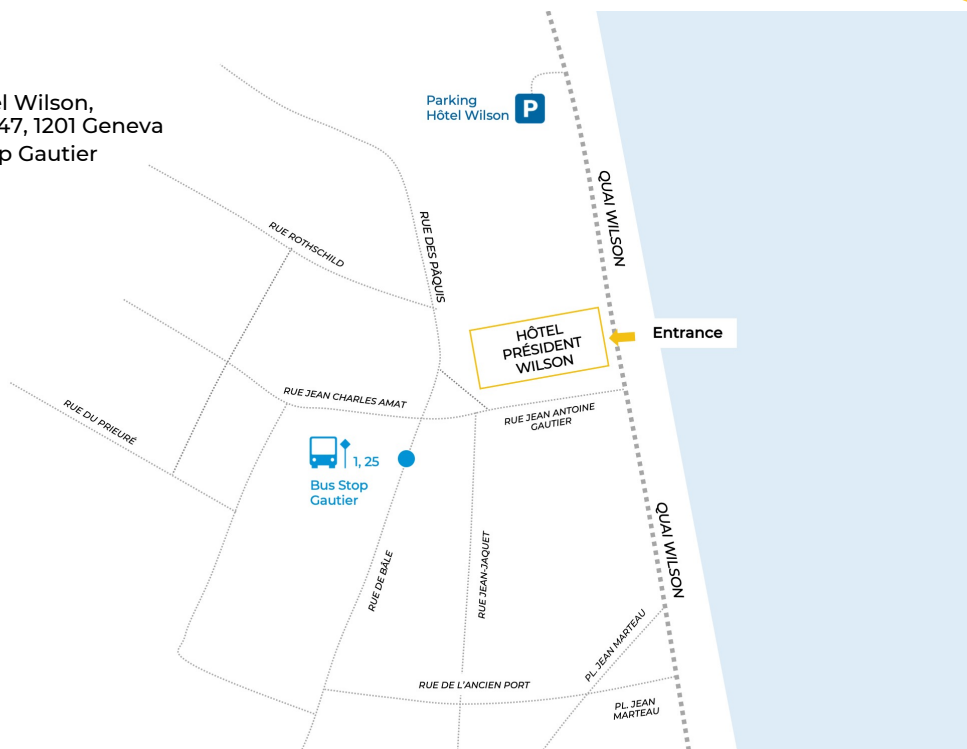 el Wilson,
47, 1201 Geneva
p Gautier
Parking
Hôtel Wilson
P
QUAI WILSON
RUE DES PÂQUIS
RUE ROTHSCHILD
HÔTEL
PRÉSIDENT
WILSON
Entrance
RUE JEAN CHARLES AMAT
RUE JEAN ANTOINE
GAUTIER
RUE DU PRIEURÉ
1, 25
Bus Stop
Gautier
QUAI WILSON
RUE DE BÂLE
RUE JEAN-JAQUET
PL. JEAN MARTEAU
RUE DE L'ANCIEN PORT
PL. JEAN
MARTEAU